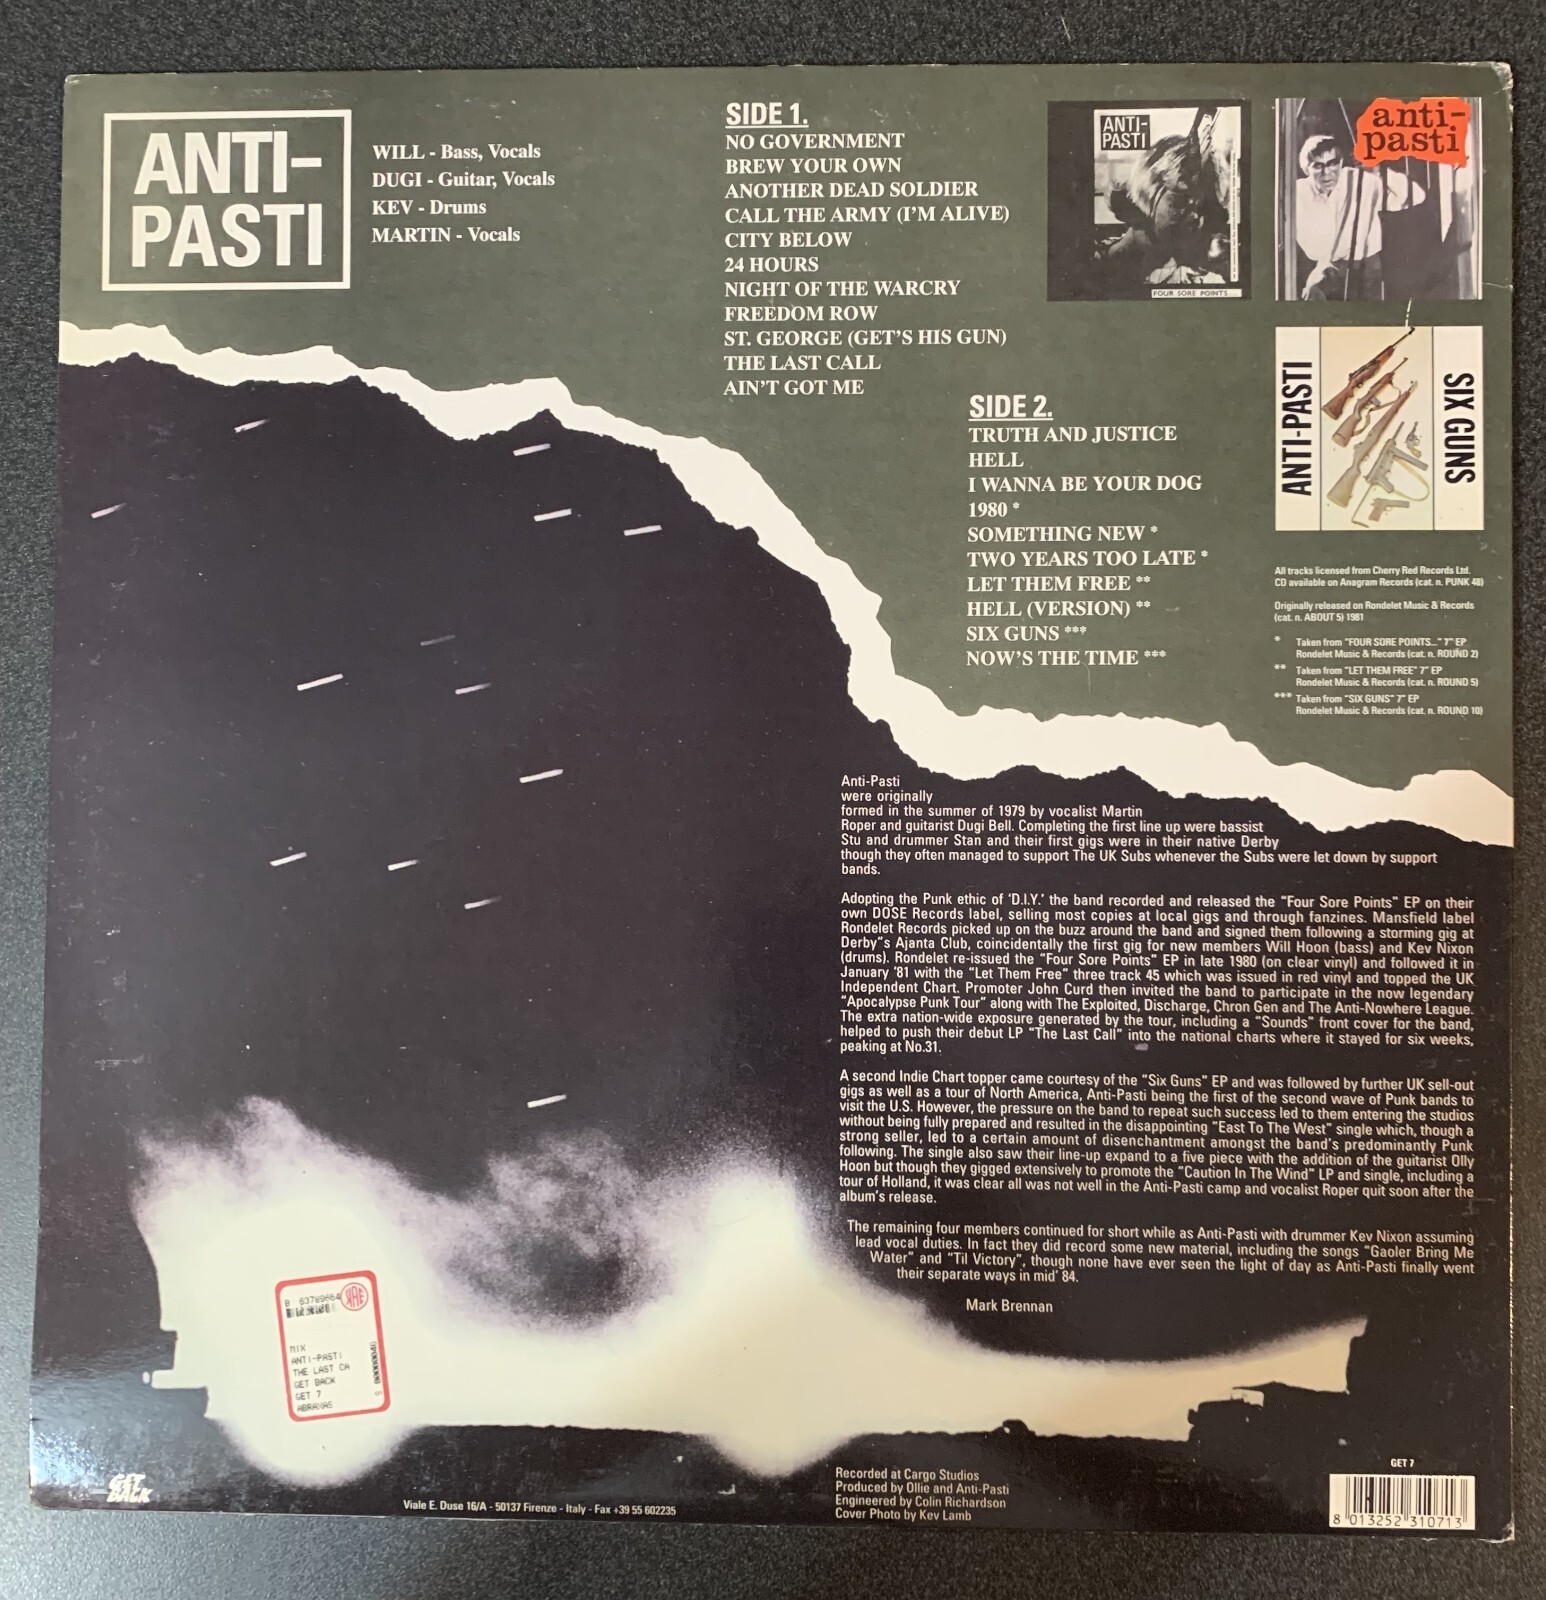 ANTI-
PASTI
WILL - Bass, Vocals
DUGI - Guitar, Vocals
KEV - Drums
MARTIN - Vocals
SIDE 1.
NO GOVERNMENT
BREW YOUR OWN
ANOTHER DEAD SOLDIER
CALL THE ARMY (I'M ALIVE)
CITY BELOW
24 HOURS
NIGHT OF THE WARCRY
FREEDOM ROW
ST. GEORGE (GET'S HIS GUN)
THE LAST CALL
AIN'T GOT ME
SIDE 2.
TRUTH AND JUSTICE
HELL
I WANNA BE YOUR DOG
1980 *
SOMETHING NEW *
TWO YEARS TOO LATE *
LET THEM FREE **
HELL (VERSION) **
SIX GUNS ***
NOW'S THE TIME ***
ANTI-
PASTI
FOUR SORE POINTS...
anti-
pasti
ANTI-PASTI
SIX GUNS
All tracks licensed from Cherry Red Records Ltd.
CD available on Anagram Records (cat. n. PUNK 48)
Originally released on Rondelet Music & Records
(cat. n. ABOUT 5) 1981
* Taken from "FOUR SORE POINTS..." 7" EP
Rondelet Music & Records (cat. n. ROUND 2)
** Taken from "LET THEM FREE" 7" EP
Rondelet Music & Records (cat. n. ROUND 5)
*** Taken from "SIX GUNS" 7" EP
Rondelet Music & Records (cat. n. ROUND 10)
Anti-Pasti
were originally
formed in the summer of 1979 by vocalist Martin
Roper and guitarist Dugi Bell. Completing the first line up were bassist
Stu and drummer Stan and their first gigs were in their native Derby
though they often managed to support The UK Subs whenever the Subs were let down by support
bands.
Adopting the Punk ethic of 'D.I.Y.' the band recorded and released the "Four Sore Points" EP on their
own DOSE Records label, selling most copies at local gigs and through fanzines. Mansfield label
Rondelet Records picked up on the buzz around the band and signed them following a storming gig at
Derby"s Ajanta Club, coincidentally the first gig for new members Will Hoon (bass) and Kev Nixon
(drums). Rondelet re-issued the "Four Sore Points" EP in late 1980 (on clear vinyl) and followed it in
January '81 with the "Let Them Free" three track 45 which was issued in red vinyl and topped the UK
Independent Chart. Promoter John Curd then invited the band to participate in the now legendary
"Apocalypse Punk Tour" along with The Exploited, Discharge, Chron Gen and The Anti-Nowhere League.
The extra nation-wide exposure generated by the tour, including a "Sounds" front cover for the band,
helped to push their debut LP "The Last Call" into the national charts where it stayed for six weeks,
peaking at No.31.
A second Indie Chart topper came courtesy of the "Six Guns" EP and was followed by further UK sell-out
gigs as well as a tour of North America, Anti-Pasti being the first of the second wave of Punk bands to
visit the U.S. However, the pressure on the band to repeat such success led to them entering the studios
without being fully prepared and resulted in the disappointing "East To The West" single which, though a
strong seller, led to a certain amount of disenchantment amongst the band's predominantly Punk
following. The single also saw their line-up expand to a five piece with the addition of the guitarist Olly
Hoon but though they gigged extensively to promote the "Caution In The Wind" LP and single, including a
tour of Holland, it was clear all was not well in the Anti-Pasti camp and vocalist Roper quit soon after the
album's release.
The remaining four members continued for short while as Anti-Pasti with drummer Kev Nixon assuming
lead vocal duties. In fact they did record some new material, including the songs "Gaoler Bring Me
Water" and "Til Victory", though none have ever seen the light of day as Anti-Pasti finally went
their separate ways in mid' 84.
Mark Brennan
MIX
ANTI-PASTI
THE LAST CA
GET BACK
GET 7
ABRAXAS
GET
BACK
Viale E. Duse 16/A - 50137 Firenze - Italy - Fax +39 55 602235
Recorded at Cargo Studios
Produced by Ollie and Anti-Pasti
Engineered by Colin Richardson
Cover Photo by Kev Lamb
GET 7
8 013252 310713